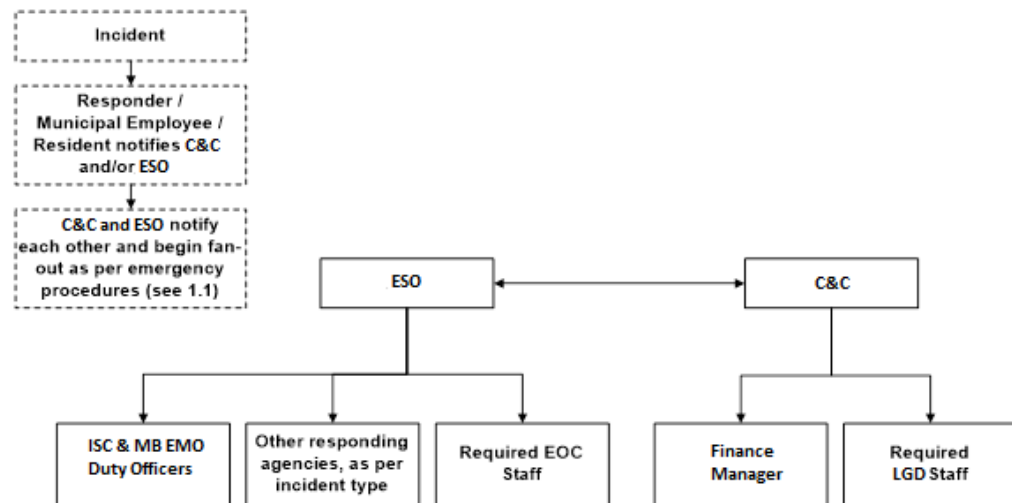 Incident
Responder /
Municipal Employee /
Resident notifies C&C
and/or ESO
C&C and ESO notify
each other and begin fan-
out as per emergency
procedures (see 1.1)
ESO
C&C
ISC & MB EMO
Duty Officers
Other responding
agencies, as per
incident type
Required EOC
Staff
Finance
Manager
Required
LGD Staff